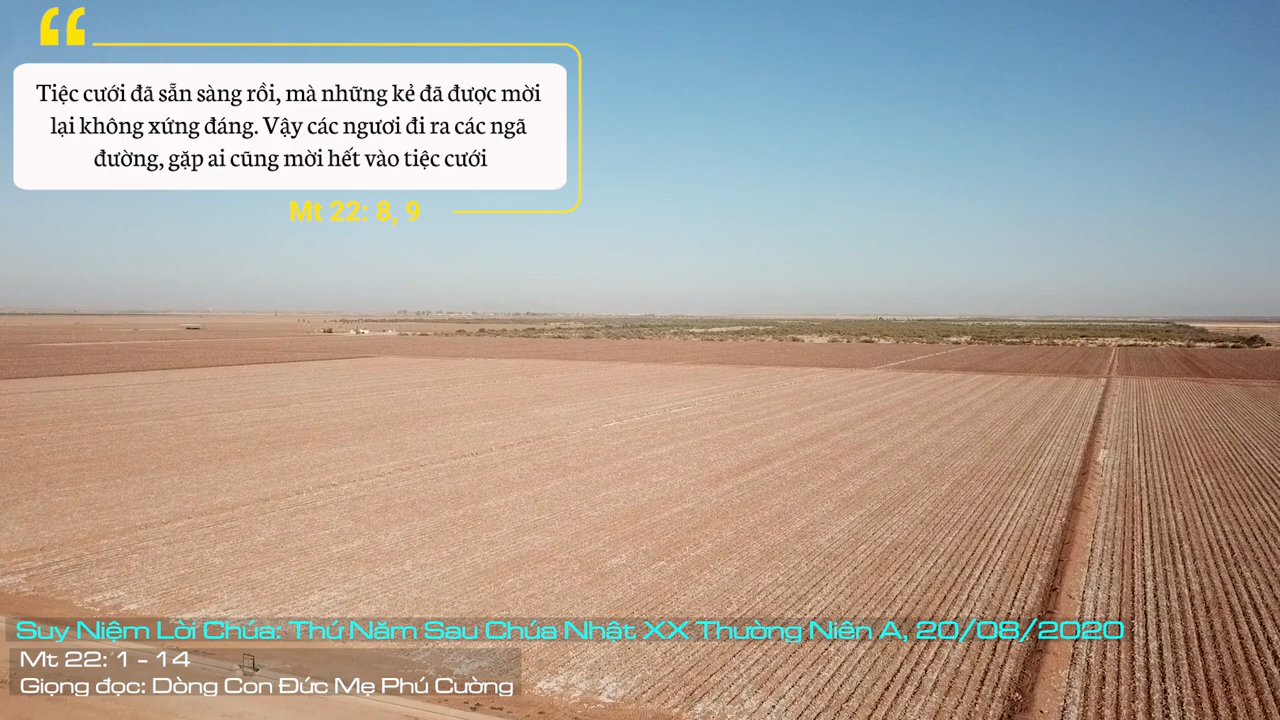 Tiệc cưới đã sẵn sàng rồi, mà những kẻ đã được mời
lại không xứng đáng. Vậy các ngươi đi ra các ngã
đường, gặp ai cũng mời hết vào tiệc cưới
Mt 22: 8, 9
Suy Niệm Lời Chúa: Thứ Năm Sau Chúa Nhật XX Thường Niên A, 20/08/2020
Mt 22: 1 - 14
Giọng đọc: Dòng Con Đức Mẹ Phú Cường